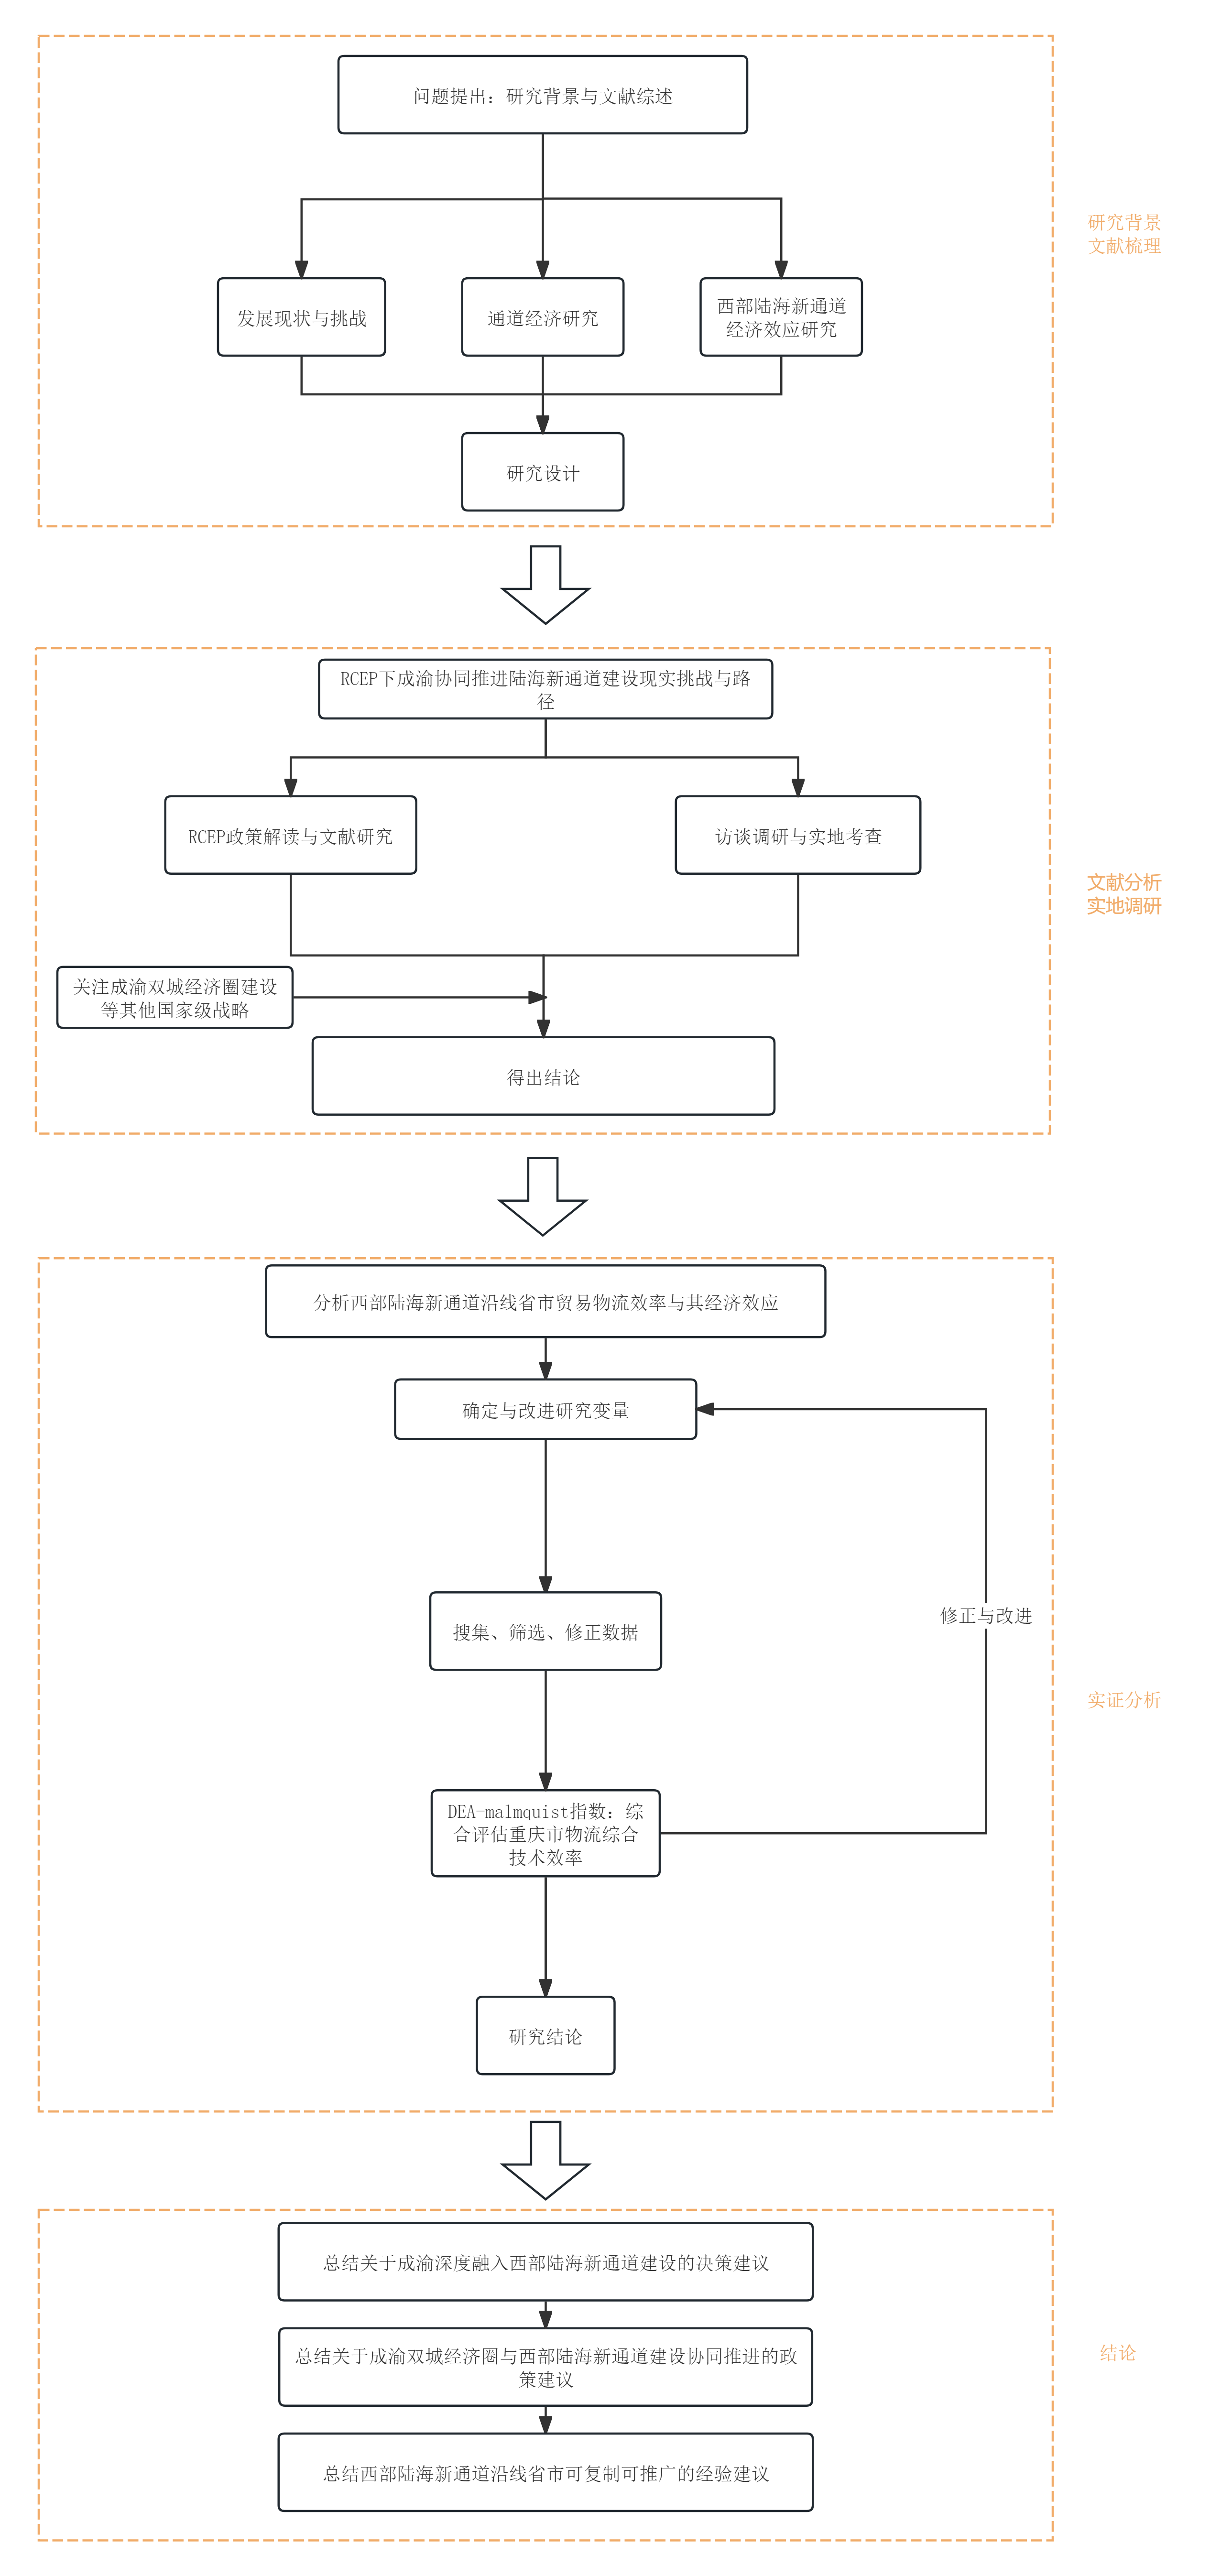 问题提出：研究背景与文献综述
研究背景
文献梳理
发展现状与挑战
通道经济研究
西部陆海新通道
经济效应研究
研究设计
RCEP下成渝协同推进陆海新通道建设现实挑战与路
径
RCEP政策解读与文献研究
访谈调研与实地考查
文献分析
实地调研
关注成渝双城经济圈建设
等其他国家级战略
得出结论
分析西部陆海新通道沿线省市贸易物流效率与其经济效应
确定与改进研究变量
搜集、筛选、修正数据
修正与改进
实证分析
DEA-malmquist指数：综
合评估重庆市物流综合
技术效率
研究结论
总结关于成渝深度融入西部陆海新通道建设的决策建议
总结关于成渝双城经济圈与西部陆海新通道建设协同推进的政
策建议
结论
总结西部陆海新通道沿线省市可复制可推广的经验建议